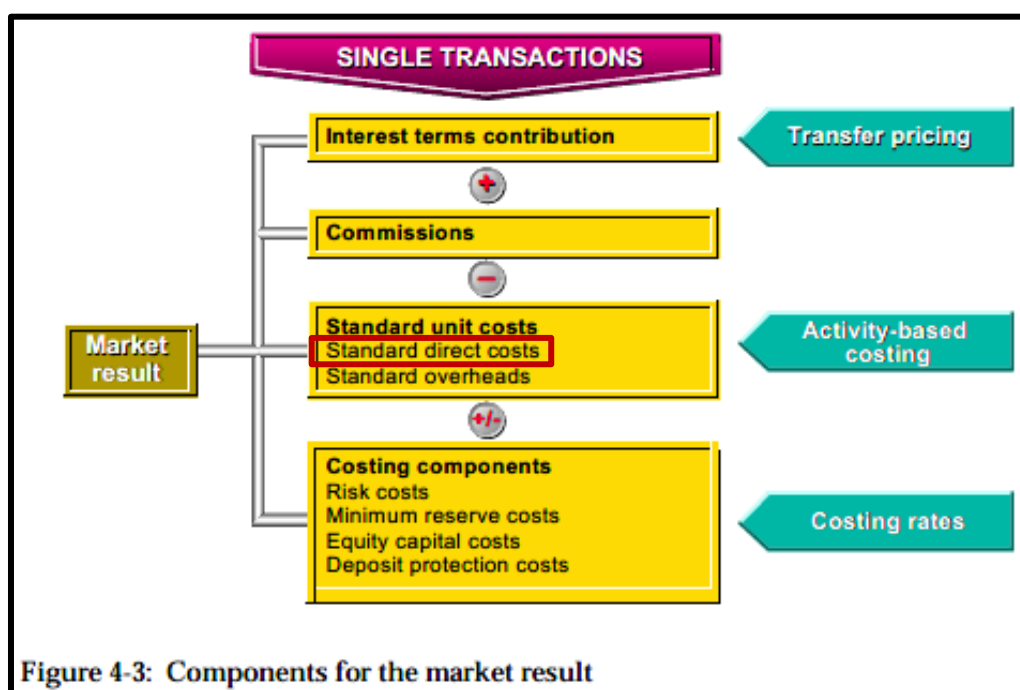 SINGLE TRANSACTIONS
Interest terms contribution
Transfer pricing
+
Commissions
−
Market
result
Standard unit costs
Standard direct costs
Standard overheads
Activity-based
costing
+/-
Costing components
Risk costs
Minimum reserve costs
Equity capital costs
Deposit protection costs
Costing rates
Figure 4-3: Components for the market result